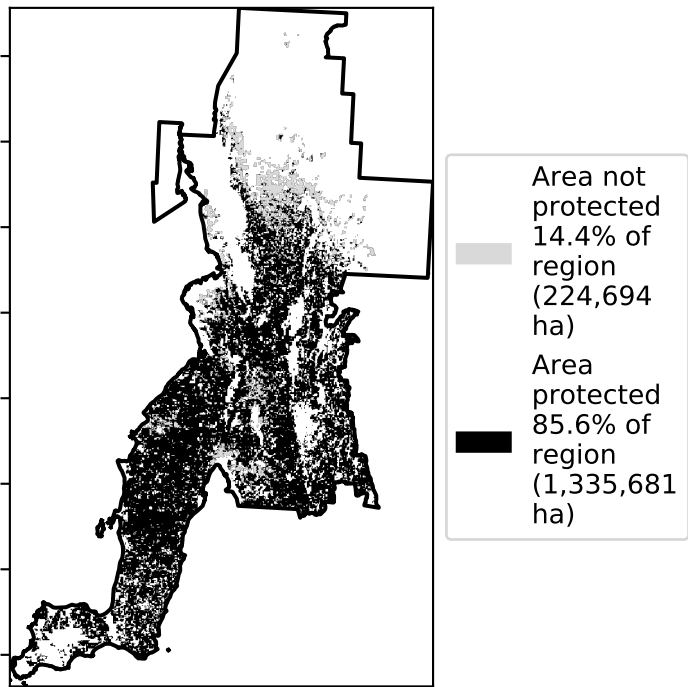 Area not
protected
14.4% of
region
(224,694
ha)
Area
protected
85.6% of
region
(1,335,681
ha)